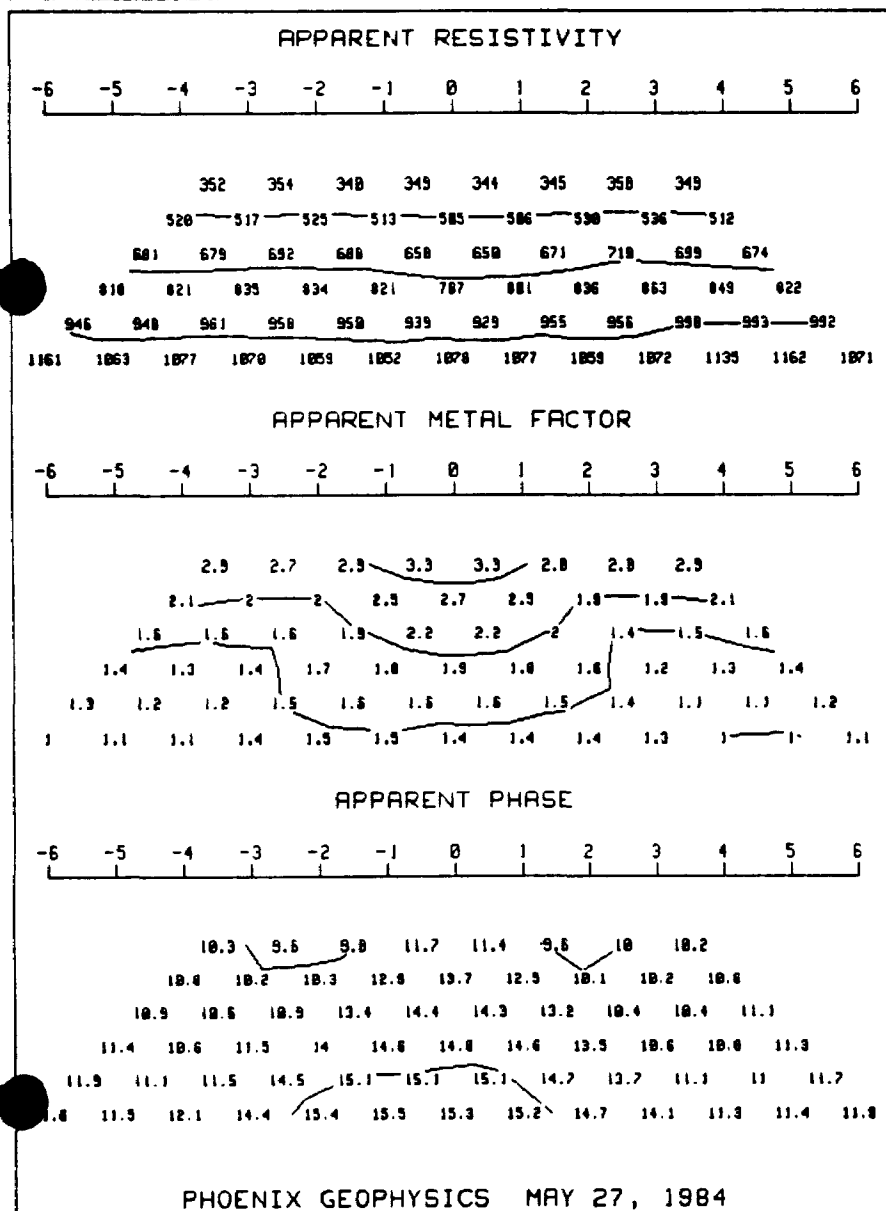 APPARENT RESISTIVITY
-6 -5 -4 -3 -2 -1 0 1 2 3 4 5 6
352 354 340 349 344 345 350 349
520 517 525 513 505 506 530 536 512
681 679 692 688 650 650 671 710 699 674
810 821 835 834 821 787 801 836 863 849 822
946 940 961 950 950 939 929 955 956 990 993 992
1161 1063 1077 1070 1059 1052 1078 1077 1059 1072 1135 1162 1071
APPARENT METAL FACTOR
-6 -5 -4 -3 -2 -1 0 1 2 3 4 5 6
2.9 2.7 2.9 3.3 3.3 2.8 2.8 2.9
2.1 2 2 2.5 2.7 2.5 1.9 1.9 2.1
1.6 1.6 1.6 1.9 2.2 2.2 2 1.4 1.5 1.6
1.4 1.3 1.4 1.7 1.8 1.9 1.8 1.6 1.2 1.3 1.4
1.3 1.2 1.2 1.5 1.6 1.6 1.6 1.5 1.4 1.1 1.1 1.2
1 1.1 1.1 1.4 1.5 1.5 1.4 1.4 1.4 1.3 1 1 1.1
APPARENT PHASE
-6 -5 -4 -3 -2 -1 0 1 2 3 4 5 6
10.3 9.6 9.8 11.7 11.4 9.6 10 10.2
10.8 10.2 10.3 12.8 13.7 12.5 10.1 10.2 10.6
10.9 10.6 10.9 13.4 14.4 14.3 13.2 10.4 10.4 11.1
11.4 10.6 11.5 14 14.6 14.8 14.6 13.5 10.6 10.8 11.3
11.9 11.1 11.5 14.5 15.1 15.1 15.1 14.7 13.7 11.1 11 11.7
11.5 12.1 14.4 15.4 15.5 15.3 15.2 14.7 14.1 11.3 11.4 11.8
PHOENIX GEOPHYSICS MAY 27, 1984